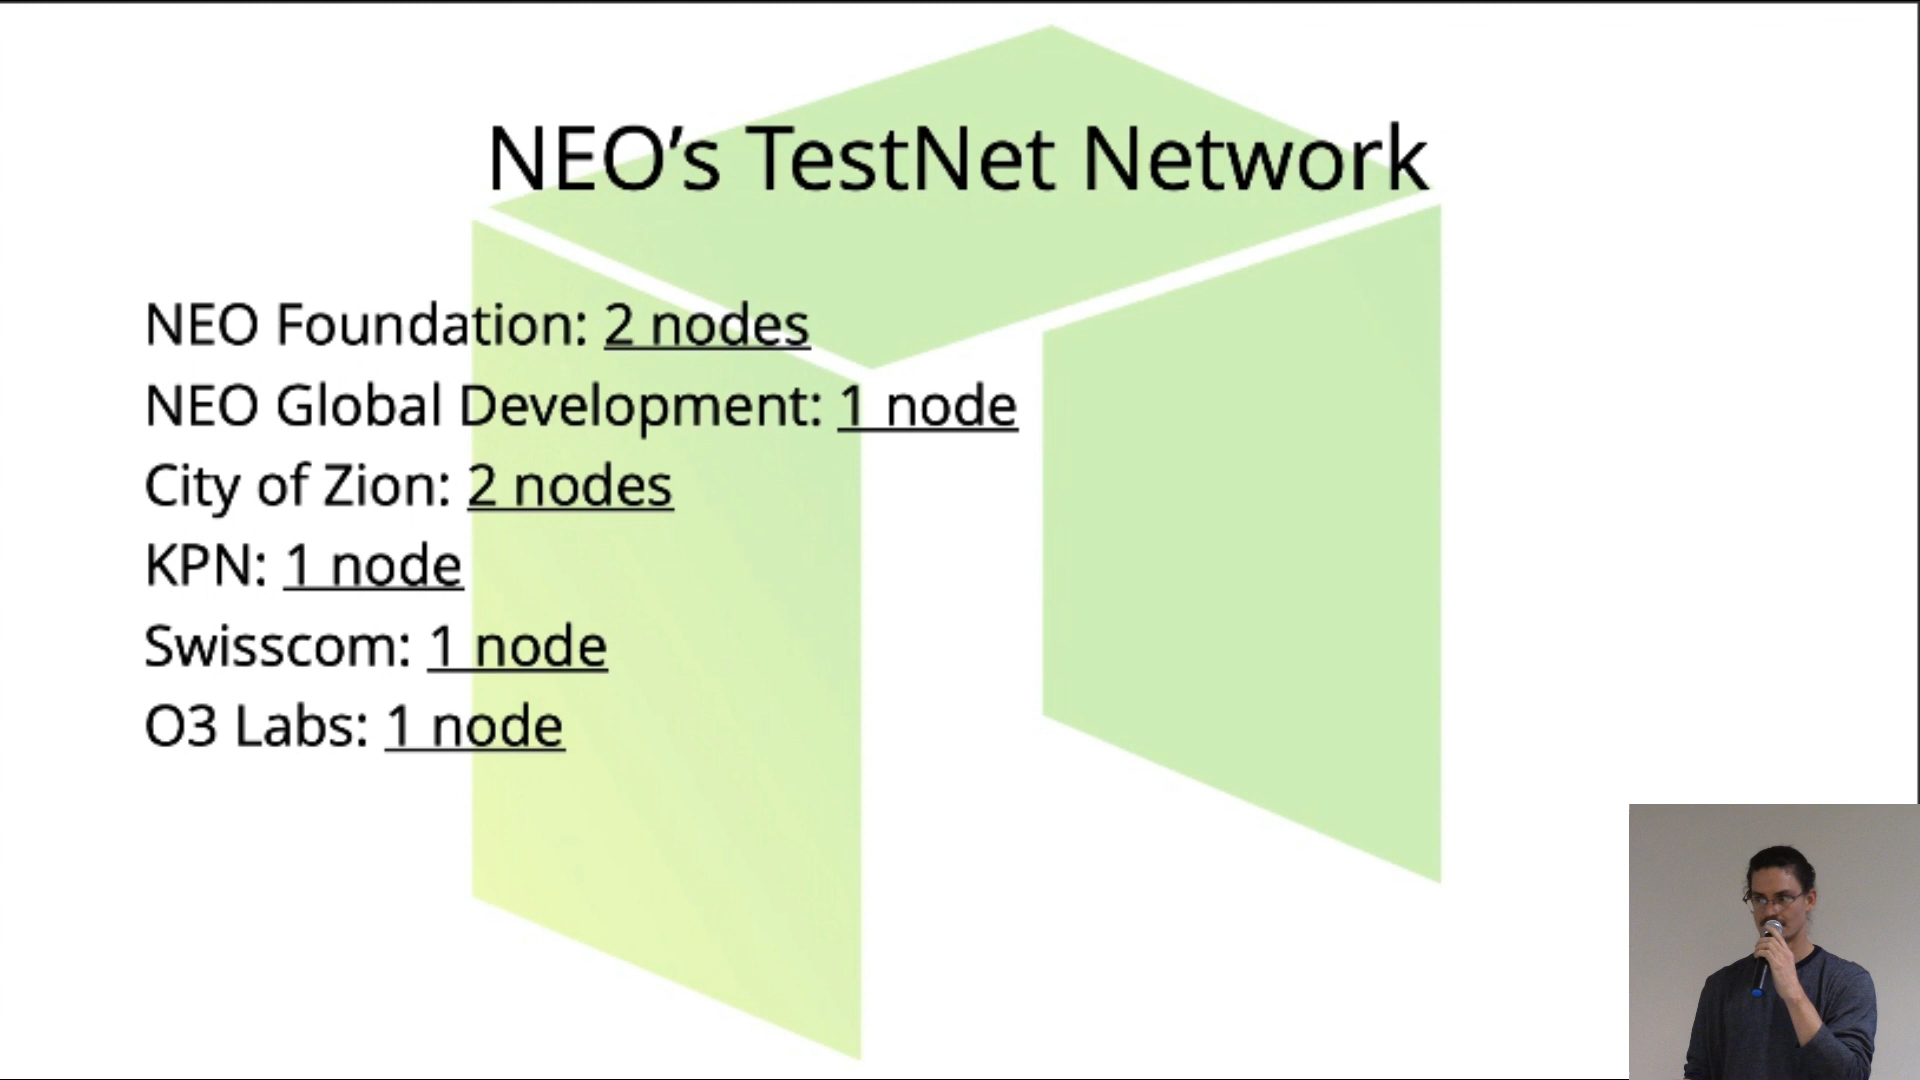 NEO’s TestNet Network
NEO Foundation: 2 nodes
NEO Global Development: 1 node
City of Zion: 2 nodes
KPN: 1 node
Swisscom: 1 node
O3 Labs: 1 node